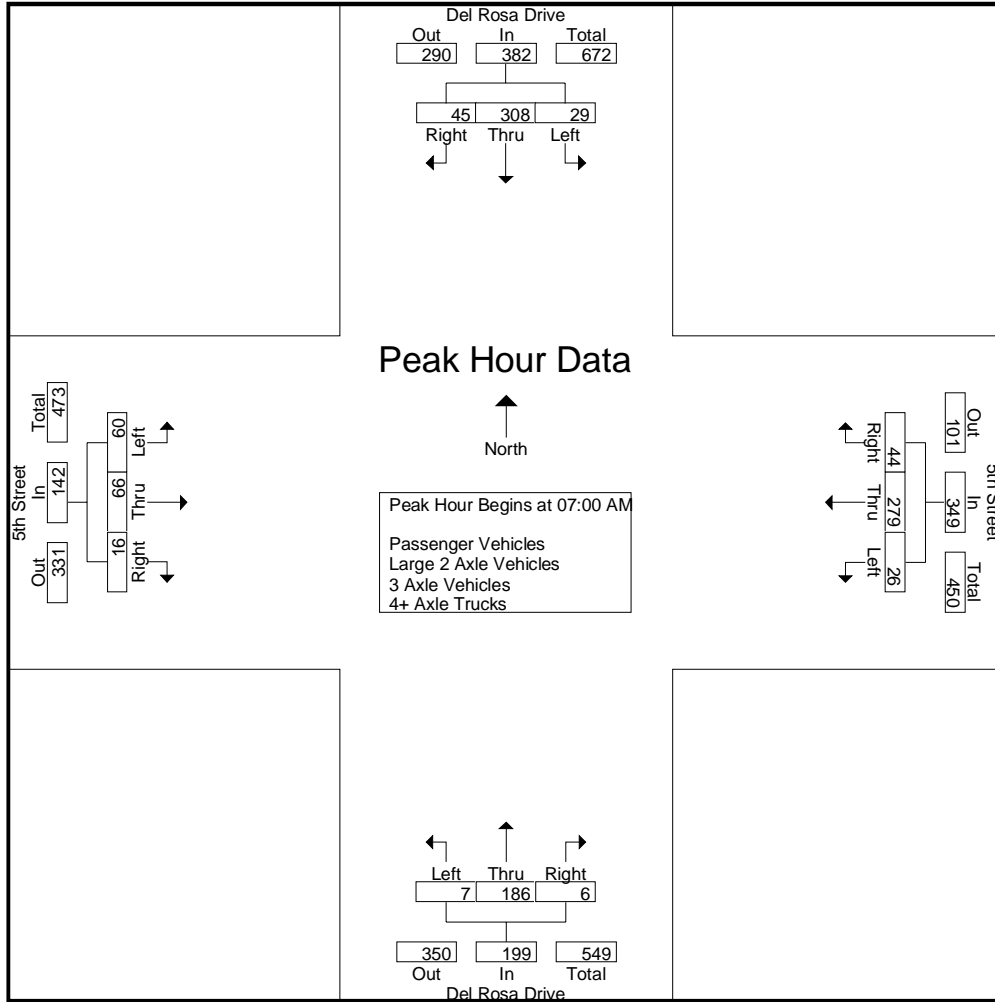 Del Rosa Drive
Out In Total
290 382 672
45 308 29
Right Thru Left
Peak Hour Data
North
Peak Hour Begins at 07:00 AM
Passenger Vehicles
Large 2 Axle Vehicles
3 Axle Vehicles
4+ Axle Trucks
5th Street
Out In Total
331 142 473
16 66 60
Right Thru Left
5th Street
Out In Total
101 349 450
44 279 26
Right Thru Left
Left Thru Right
7 186 6
350 199 549
Out In Total
Del Rosa Drive